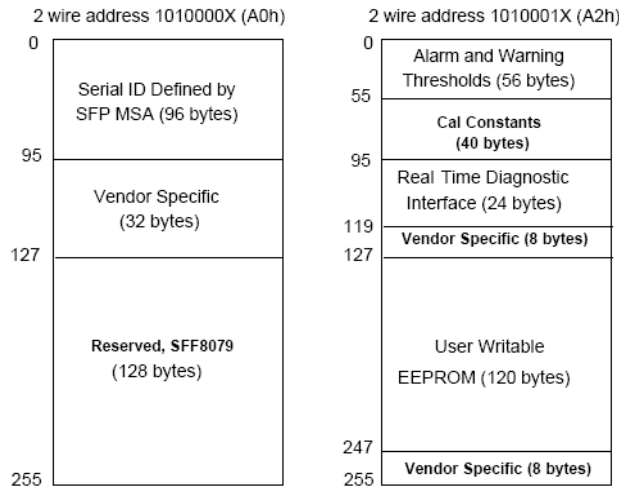 2 wire address 1010000X (A0h)
0
Serial ID Defined by
SFP MSA (96 bytes)
95
Vendor Specific
(32 bytes)
127
Reserved, SFF8079
(128 bytes)
255
2 wire address 1010001X (A2h)
0
Alarm and Warning
Thresholds (56 bytes)
55
Cal Constants
(40 bytes)
95
Real Time Diagnostic
Interface (24 bytes)
119
Vendor Specific (8 bytes)
127
User Writable
EEPROM (120 bytes)
247
Vendor Specific (8 bytes)
255